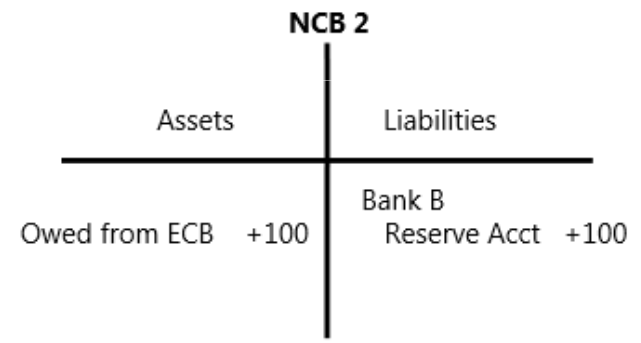 NCB 2
Assets Liabilities
Bank B
Owed from ECB +100 Reserve Acct +100